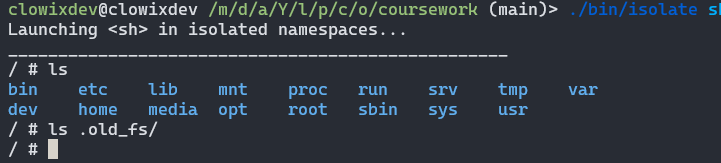 clowixdev@clowixdev /m/d/a/Y/l/p/c/o/coursework (main)> ./bin/isolate sh
Launching <sh> in isolated namespaces...
__________________________________________________
/ # ls
bin    etc    lib    mnt    proc   run    srv    tmp    var
dev    home   media  opt    root   sbin   sys    usr
/ # ls .old_fs/
/ #